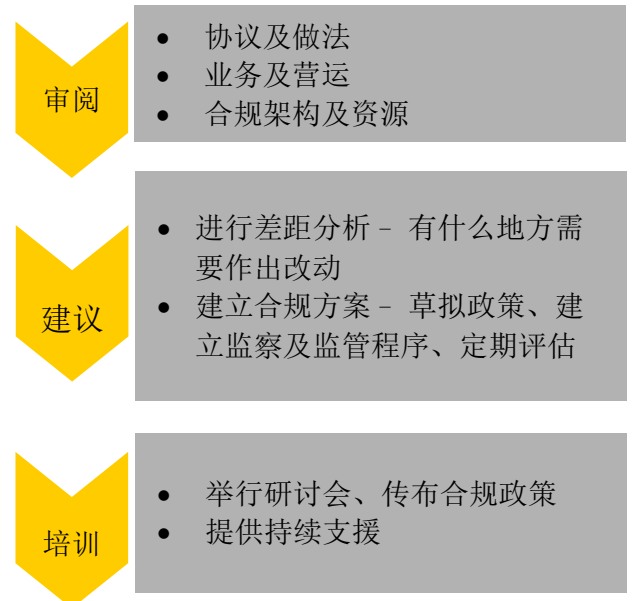 审阅
● 协议及做法
● 业务及营运
● 合规架构及资源
建议
● 进行差距分析 – 有什么地方需
要作出改动
● 建立合规方案 – 草拟政策、建
立监察及监管程序、定期评估
培训
● 举行研讨会、传布合规政策
● 提供持续支援